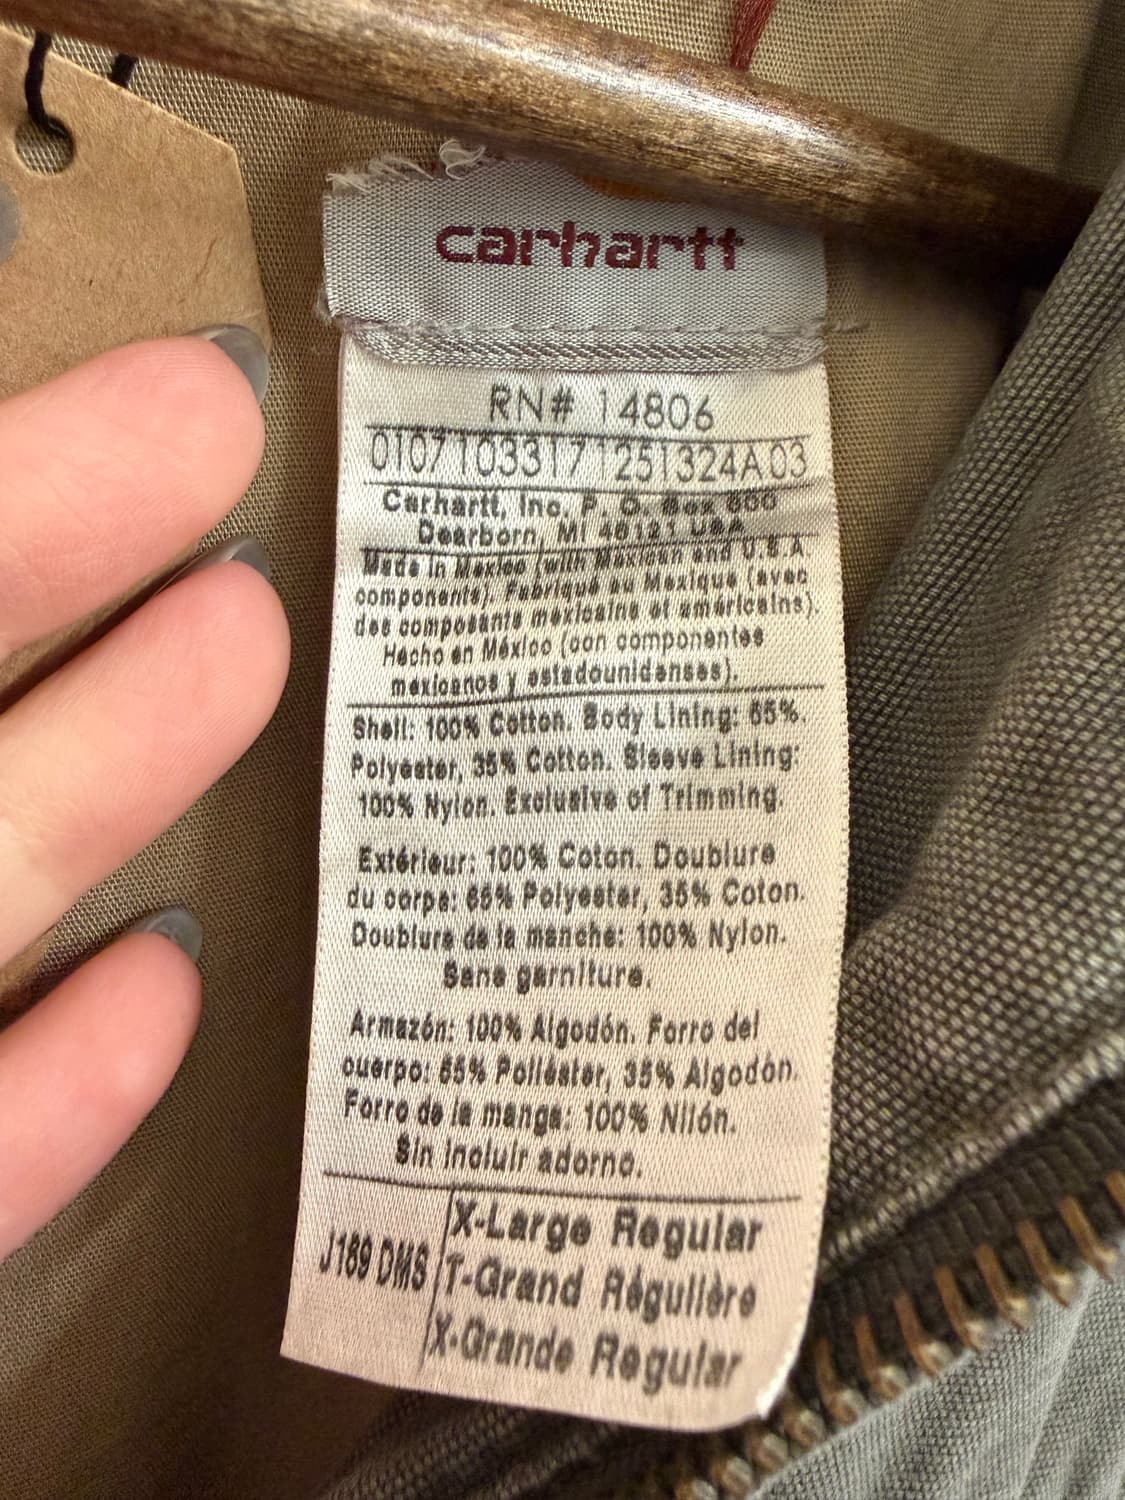 carhartt
RN# 14806
01071033171251324A03
Carhartt, Inc. P. O. Box 600
Dearborn, MI 48121 USA
Made in Mexico (with Mexican and U.S.A
components). Fabriqué au Mexique (avec
des composants mexicains et américains).
Hecho en México (con componentes
mexicanos y estadounidenses).
Shell: 100% Cotton. Body Lining: 65%.
Polyester, 35% Cotton. Sleeve Lining:
100% Nylon. Exclusive of Trimming.
Extérieur: 100% Coton. Doublure
du corps: 65% Polyester, 35% Coton.
Doublure de la manche: 100% Nylon.
Sans garniture.
Armazón: 100% Algodón. Forro del
cuerpo: 65% Poliéster, 35% Algodón.
Forro de la manga: 100% Nilón.
Sin incluir adorno.
J169 DMS
X-Large Regular
T-Grand Régulière
X-Grande Regular